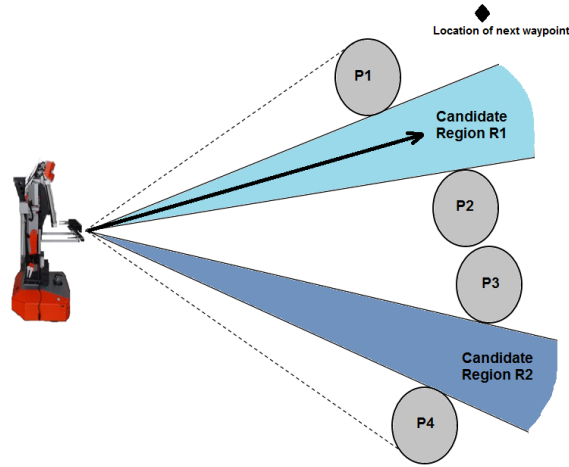 Location of next waypoint
P1
Candidate
Region R1
P2
P3
Candidate
Region R2
P4